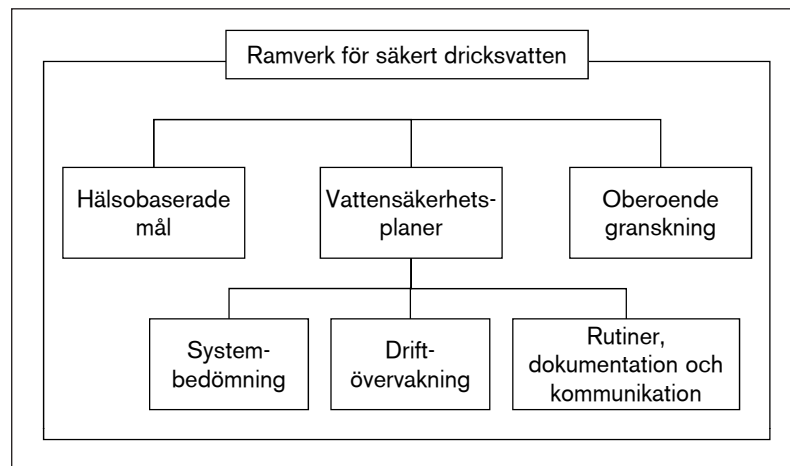 Ramverk för säkert dricksvatten
Hälsobaserade
mål
Vattensäkerhets-
planer
Oberoende
granskning
System-
bedömning
Drift-
övervakning
Rutiner,
dokumentation och
kommunikation